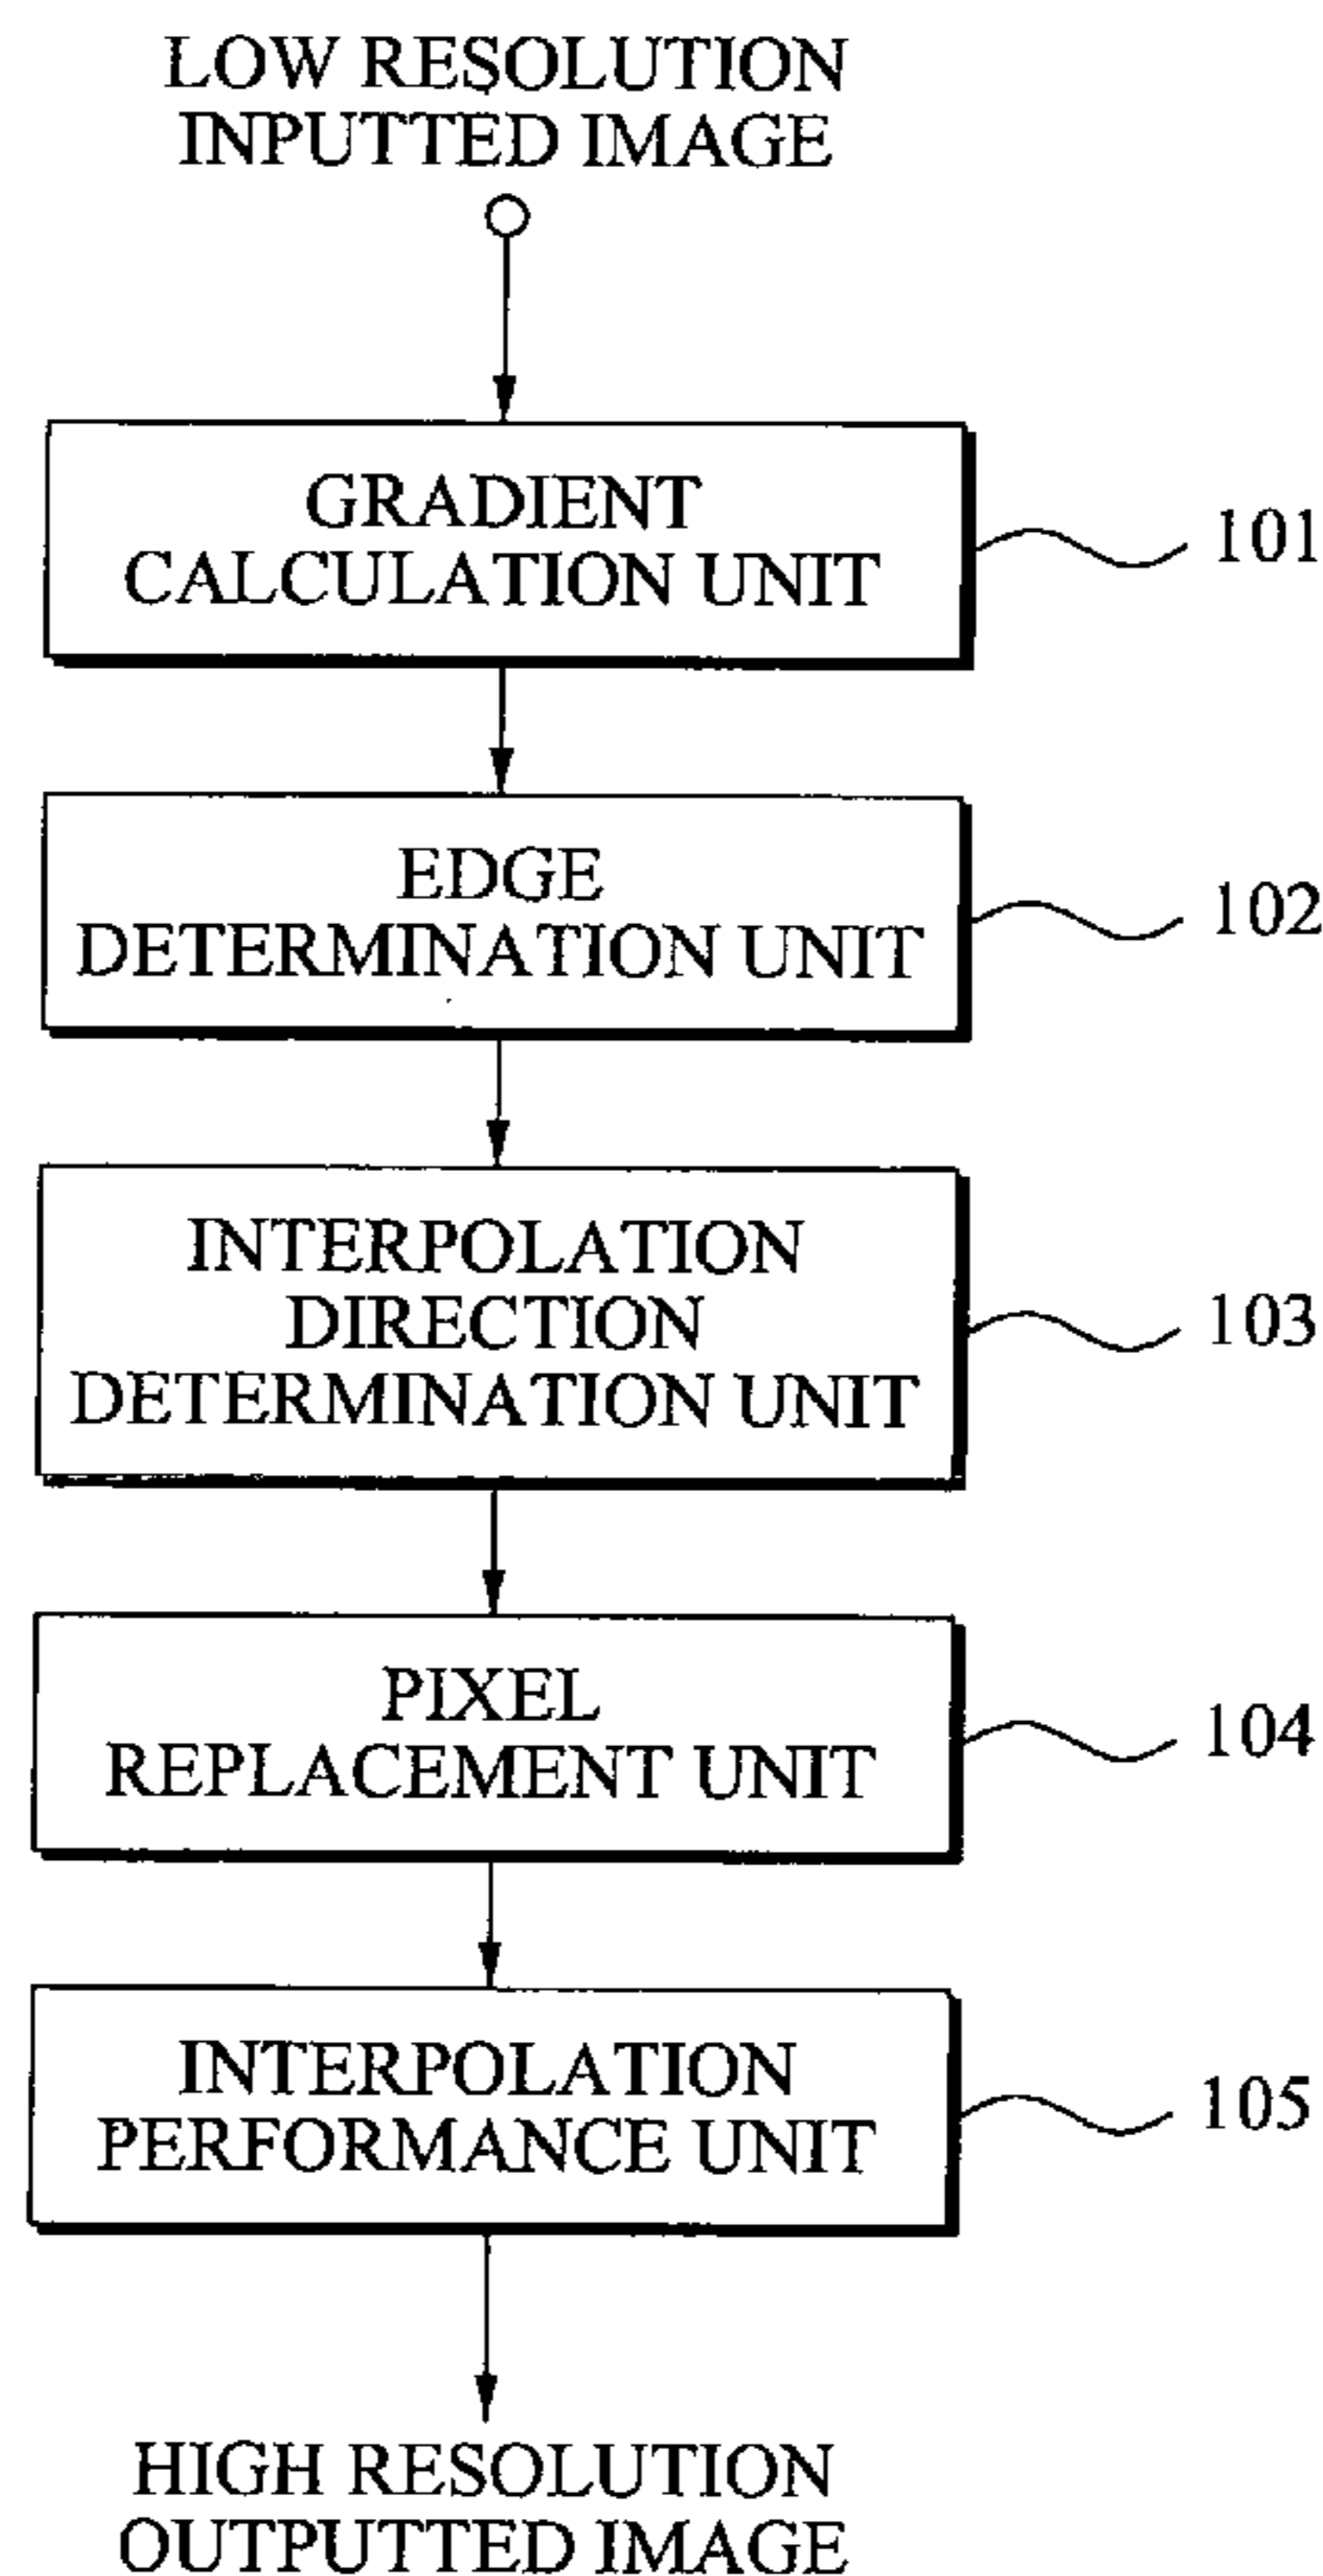 LOW RESOLUTION
INPUTTED IMAGE
GRADIENT
CALCULATION UNIT
101
EDGE
DETERMINATION UNIT
102
INTERPOLATION
DIRECTION
DETERMINATION UNIT
103
PIXEL
REPLACEMENT UNIT
104
INTERPOLATION
PERFORMANCE UNIT
105
HIGH RESOLUTION
OUTPUTTED IMAGE